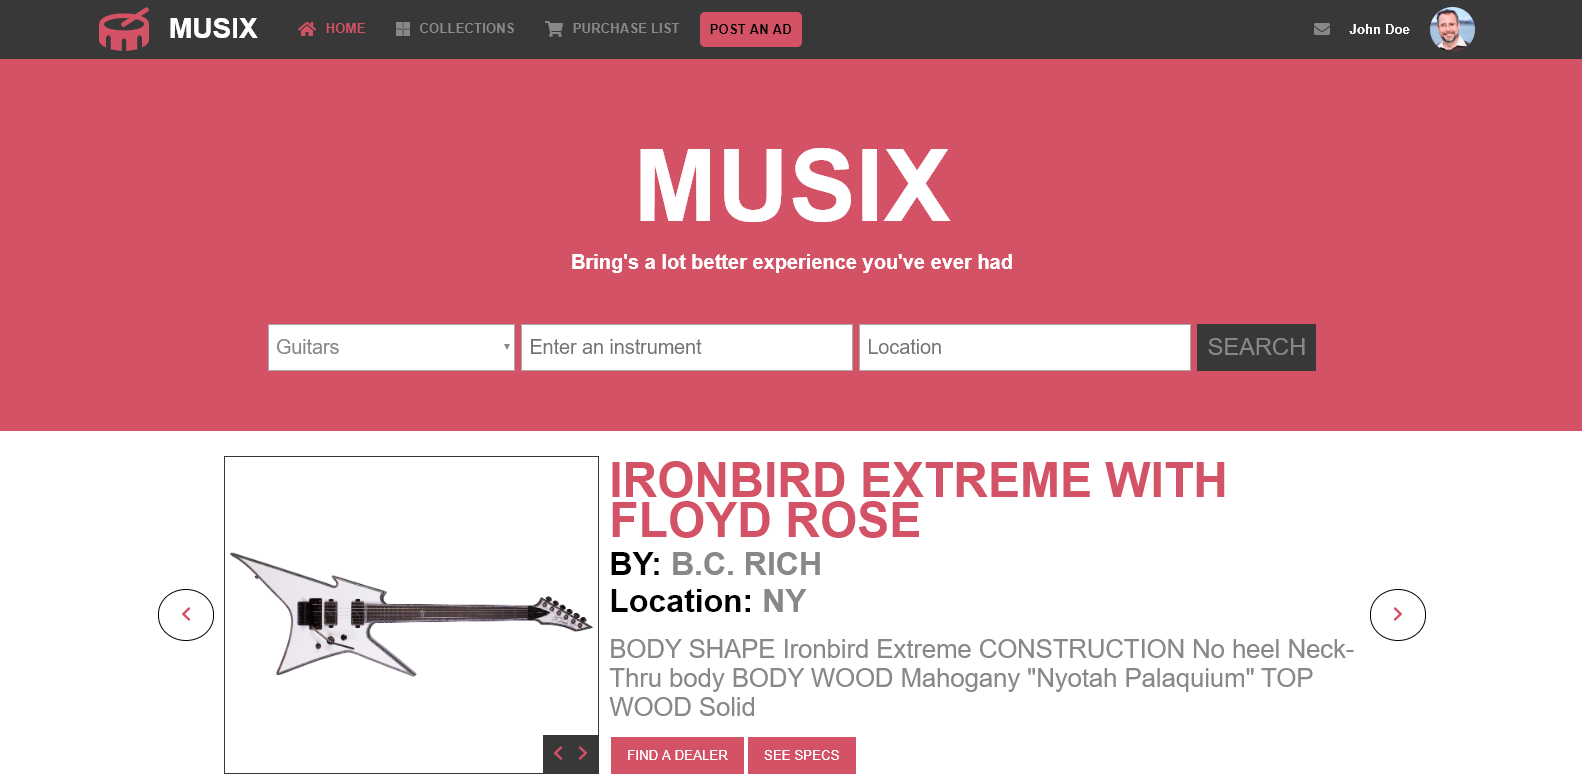 MUSIX HOME COLLECTIONS PURCHASE LIST POST AN AD John Doe
MUSIX
Bring's a lot better experience you've ever had
Guitars Enter an instrument Location SEARCH
IRONBIRD EXTREME WITH
FLOYD ROSE
BY: B.C. RICH
Location: NY
BODY SHAPE Ironbird Extreme CONSTRUCTION No heel Neck-
Thru body BODY WOOD Mahogany "Nyotah Palaquium" TOP
WOOD Solid
FIND A DEALER SEE SPECS